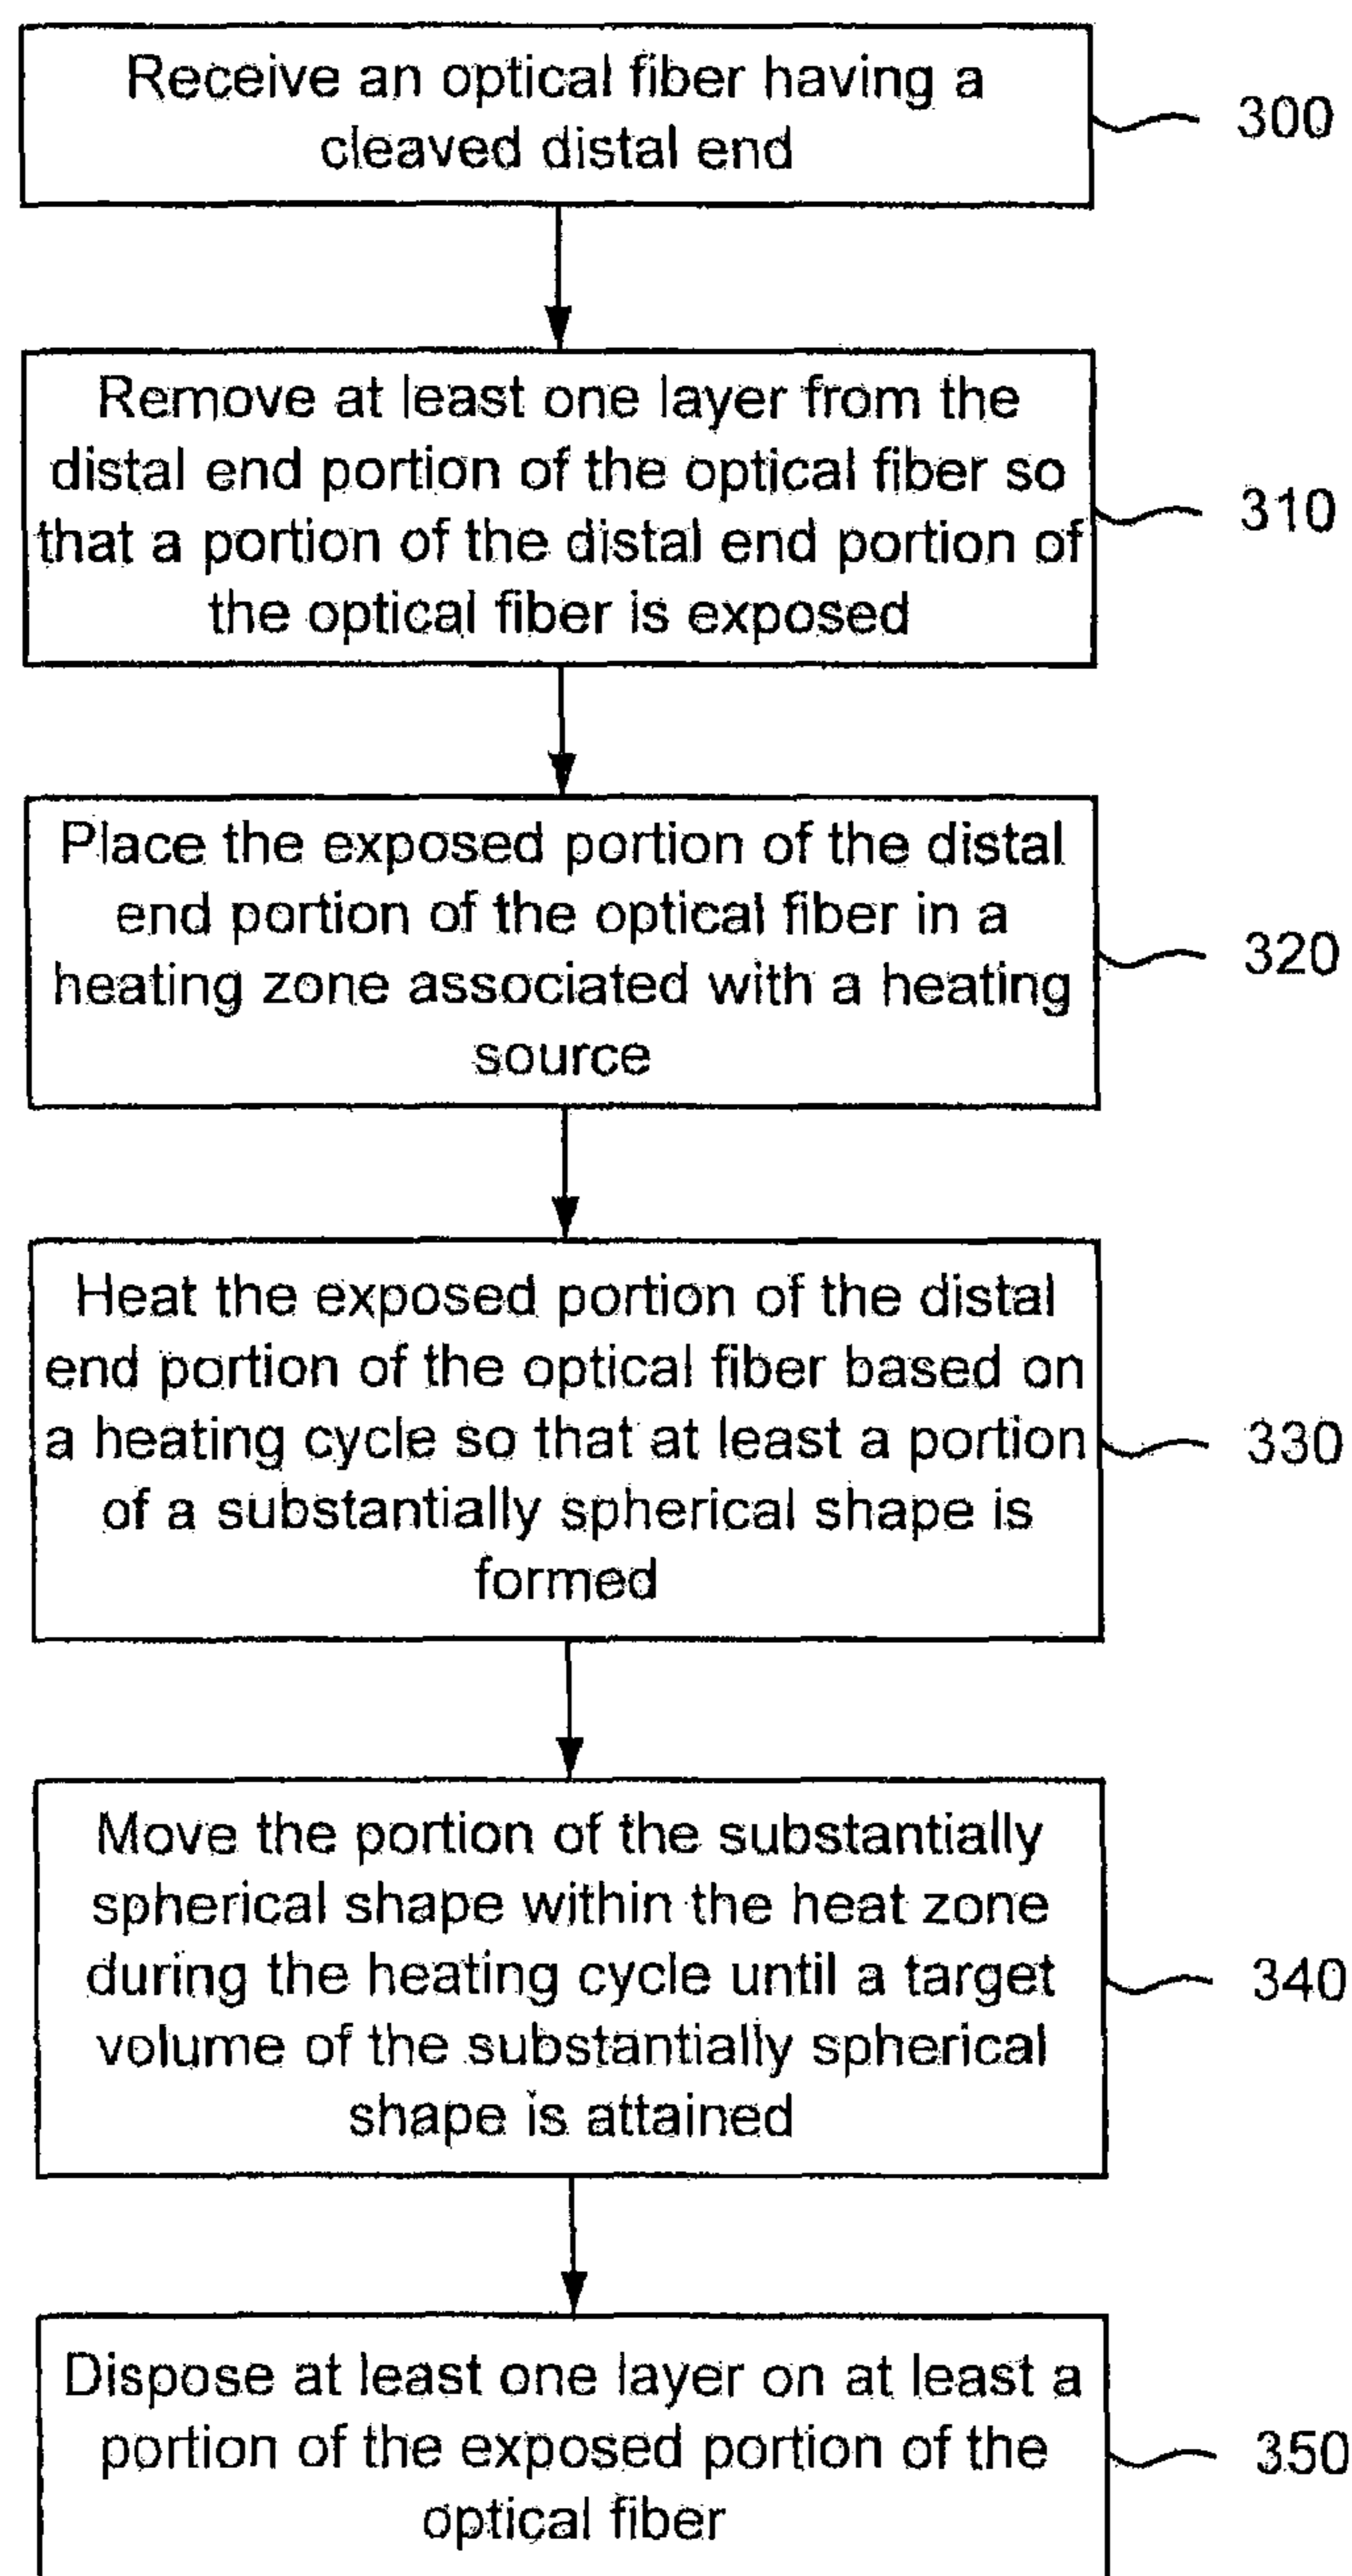 Receive an optical fiber having a
cleaved distal end
300
Remove at least one layer from the
distal end portion of the optical fiber so
that a portion of the distal end portion of
the optical fiber is exposed
310
Place the exposed portion of the distal
end portion of the optical fiber in a
heating zone associated with a heating
source
320
Heat the exposed portion of the distal
end portion of the optical fiber based on
a heating cycle so that at least a portion
of a substantially spherical shape is
formed
330
Move the portion of the substantially
spherical shape within the heat zone
during the heating cycle until a target
volume of the substantially spherical
shape is attained
340
Dispose at least one layer on at least a
portion of the exposed portion of the
optical fiber
350